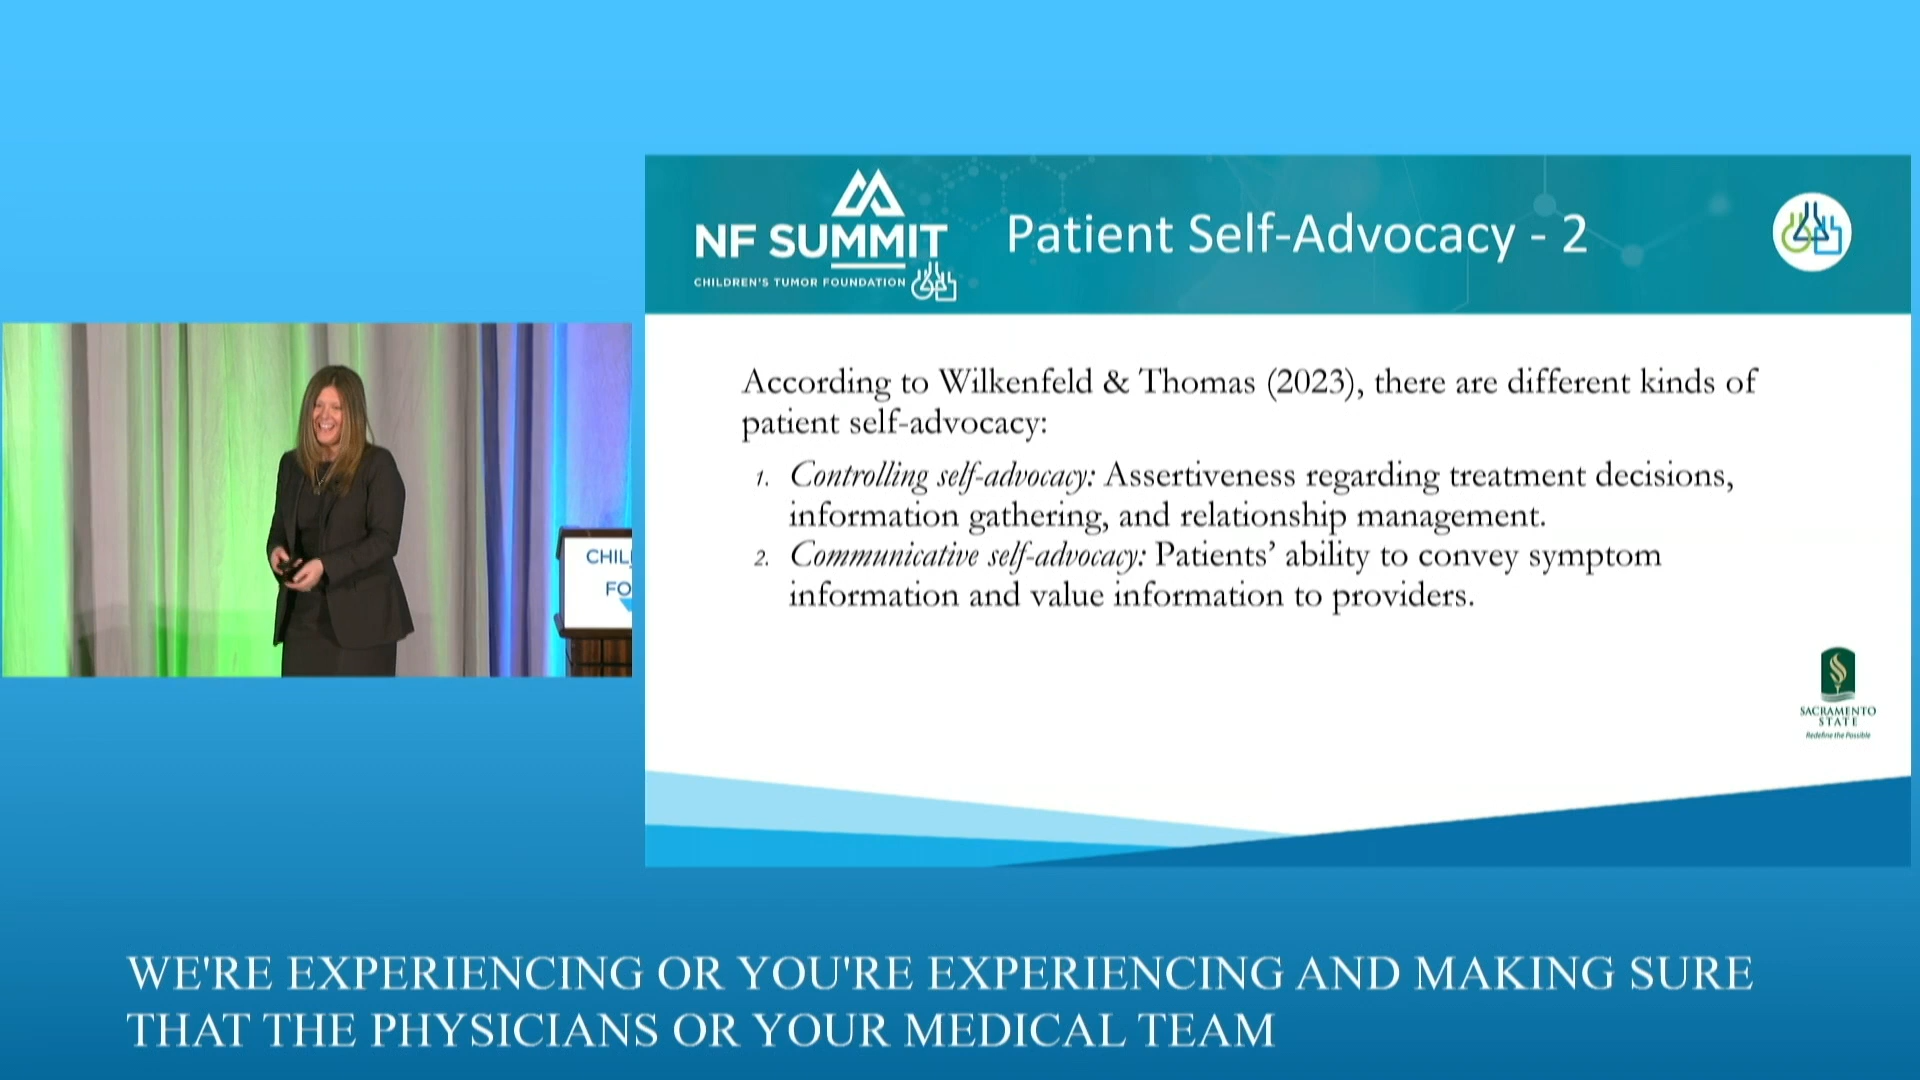 NF SUMMIT
CHILDREN'S TUMOR FOUNDATION
Patient Self-Advocacy - 2
According to Wilkenfeld & Thomas (2023), there are different kinds of
patient self-advocacy:
1. Controlling self-advocacy: Assertiveness regarding treatment decisions,
information gathering, and relationship management.
2. Communicative self-advocacy: Patients' ability to convey symptom
information and value information to providers.
CHIL
FO
SACRAMENTO
STATE
Redefine the Possible
WE'RE EXPERIENCING OR YOU'RE EXPERIENCING AND MAKING SURE
THAT THE PHYSICIANS OR YOUR MEDICAL TEAM